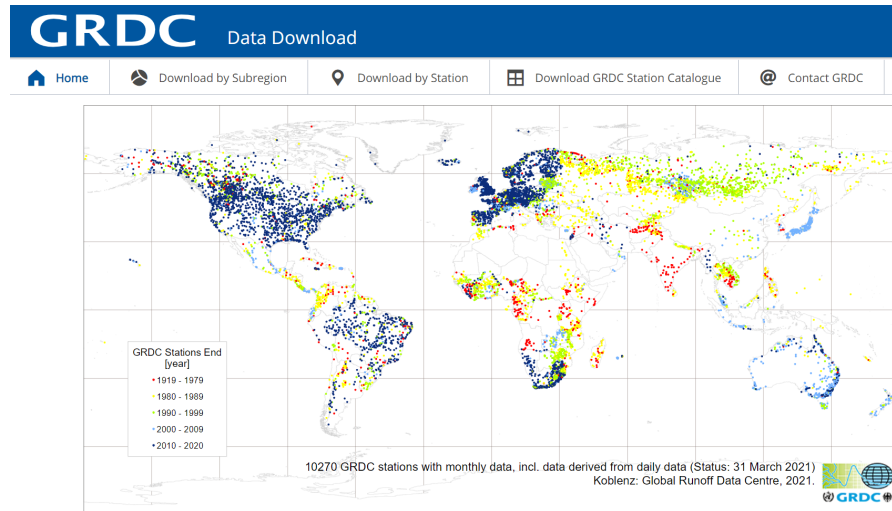 GRDC Data Download
Home Download by Subregion Download by Station Download GRDC Station Catalogue @ Contact GRDC
GRDC Stations End
[year]
1919 - 1979
1980 - 1989
1990 - 1999
2000 - 2009
2010 - 2020
10270 GRDC stations with monthly data, incl. data derived from daily data (Status: 31 March 2021)
Koblenz: Global Runoff Data Centre, 2021.
GRDC